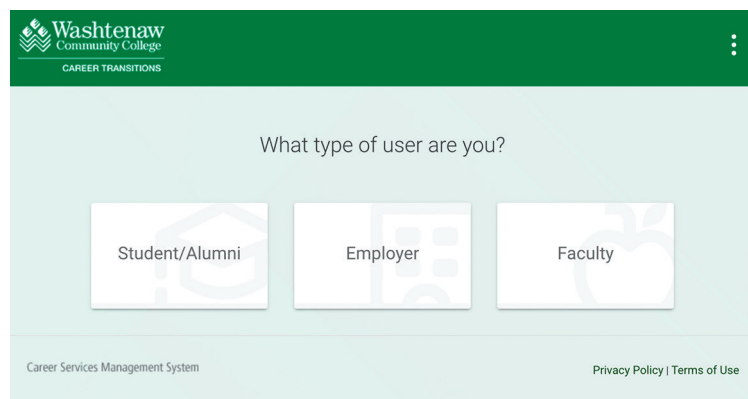 Washtenaw
Community College
CAREER TRANSITIONS
What type of user are you?
Student/Alumni
Employer
Faculty
Career Services Management System
Privacy Policy | Terms of Use